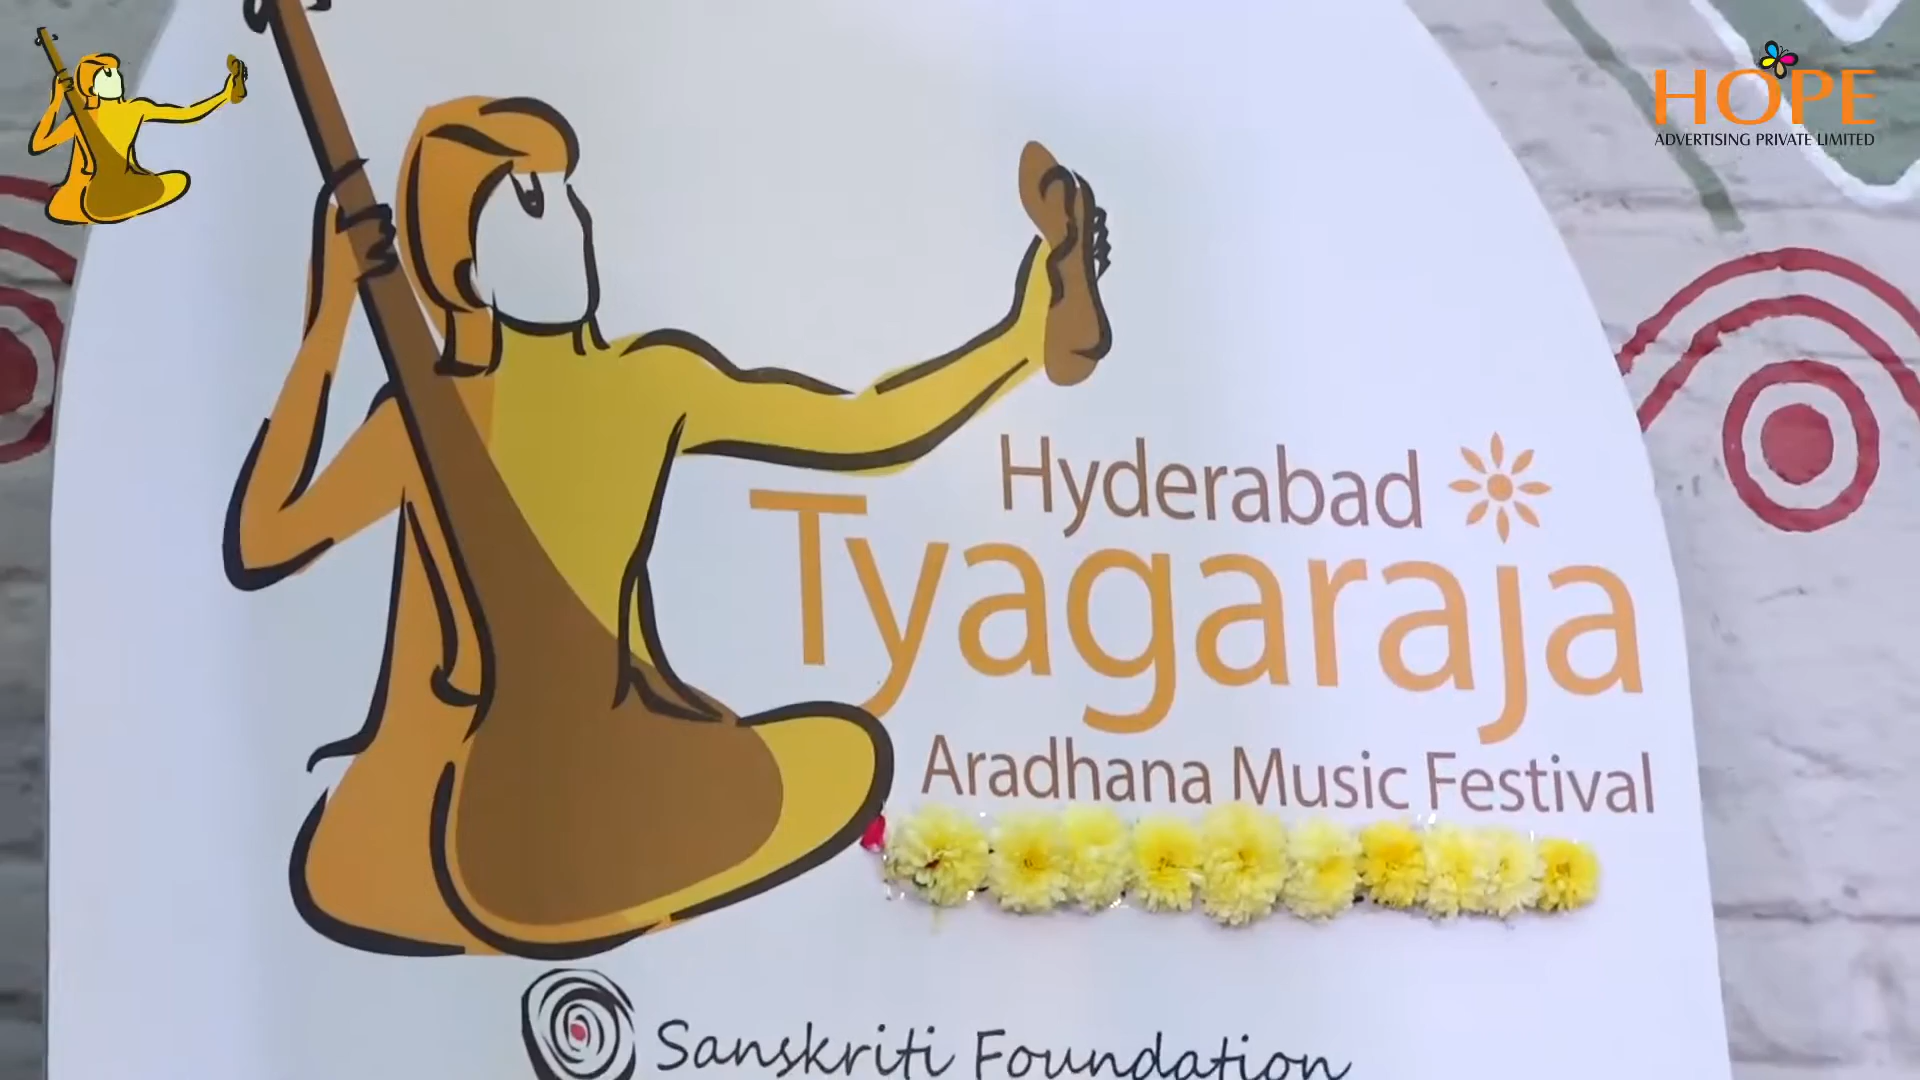 HOPE
ADVERTISING PRIVATE LIMITED
Hyderabad
Tyagaraja
Aradhana Music Festival
Sanskriti Foundation